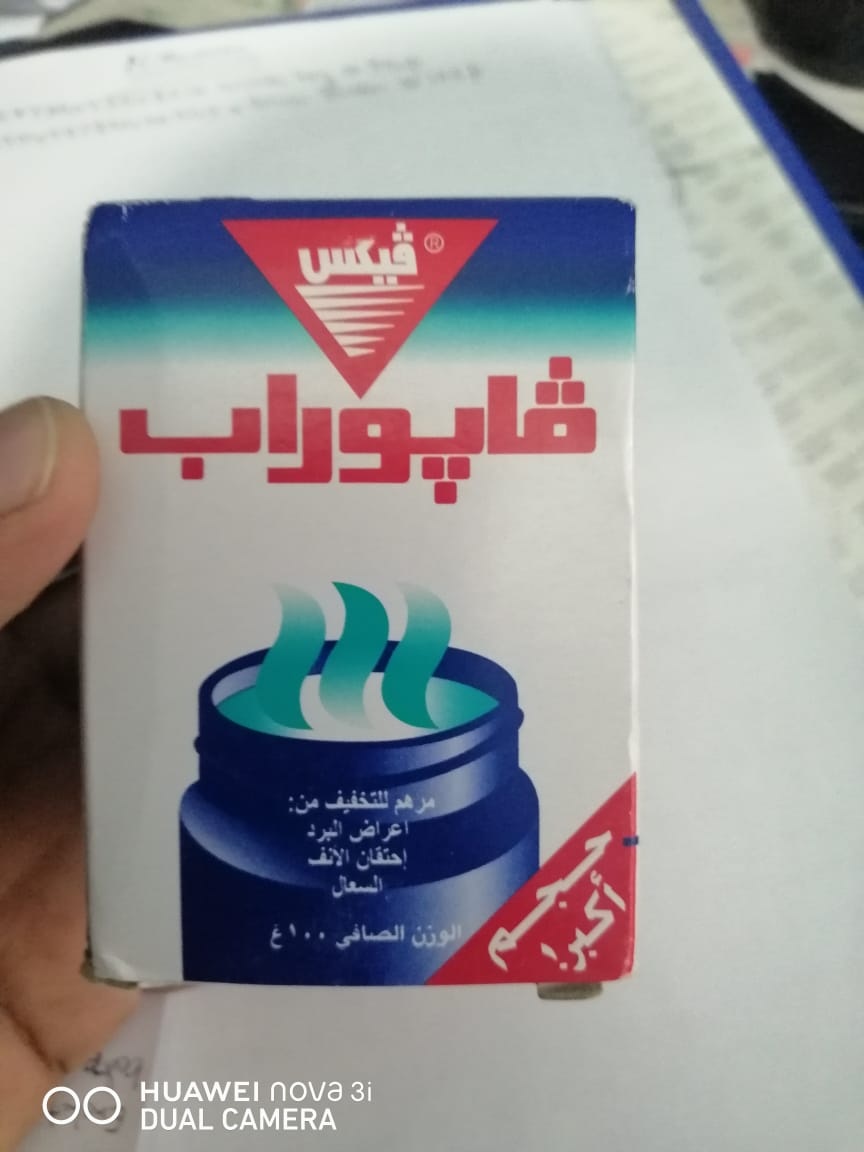 ڤيكس ®
ڤاپوراب
مرهم للتخفيف من:
اعراض البرد
إحتقان الأنف
السعال
الوزن الصافي ١٠٠غ
حجم
أكبر!
HUAWEI nova 3i
DUAL CAMERA